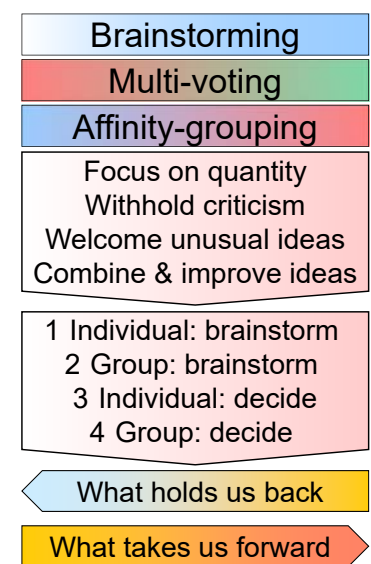 Brainstorming
Multi-voting
Affinity-grouping
Focus on quantity
Withhold criticism
Welcome unusual ideas
Combine & improve ideas
1 Individual: brainstorm
2 Group: brainstorm
3 Individual: decide
4 Group: decide
What holds us back
What takes us forward